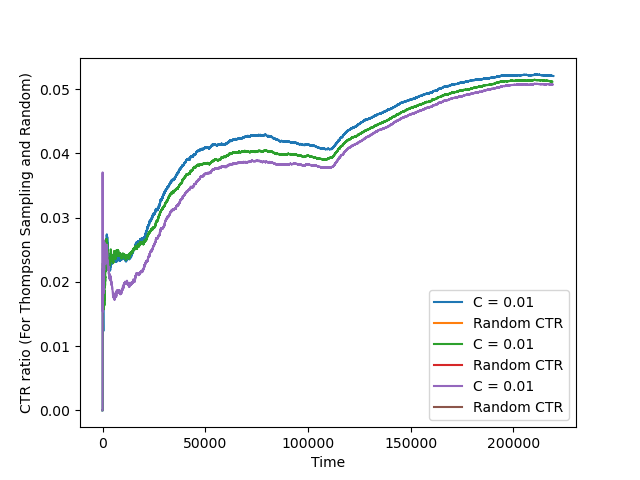 CTR ratio (For Thompson Sampling and Random)
0.05
0.04
0.03
0.02
0.01
0.00
C = 0.01
Random CTR
C = 0.01
Random CTR
C = 0.01
Random CTR
0 50000 100000 150000 200000
Time